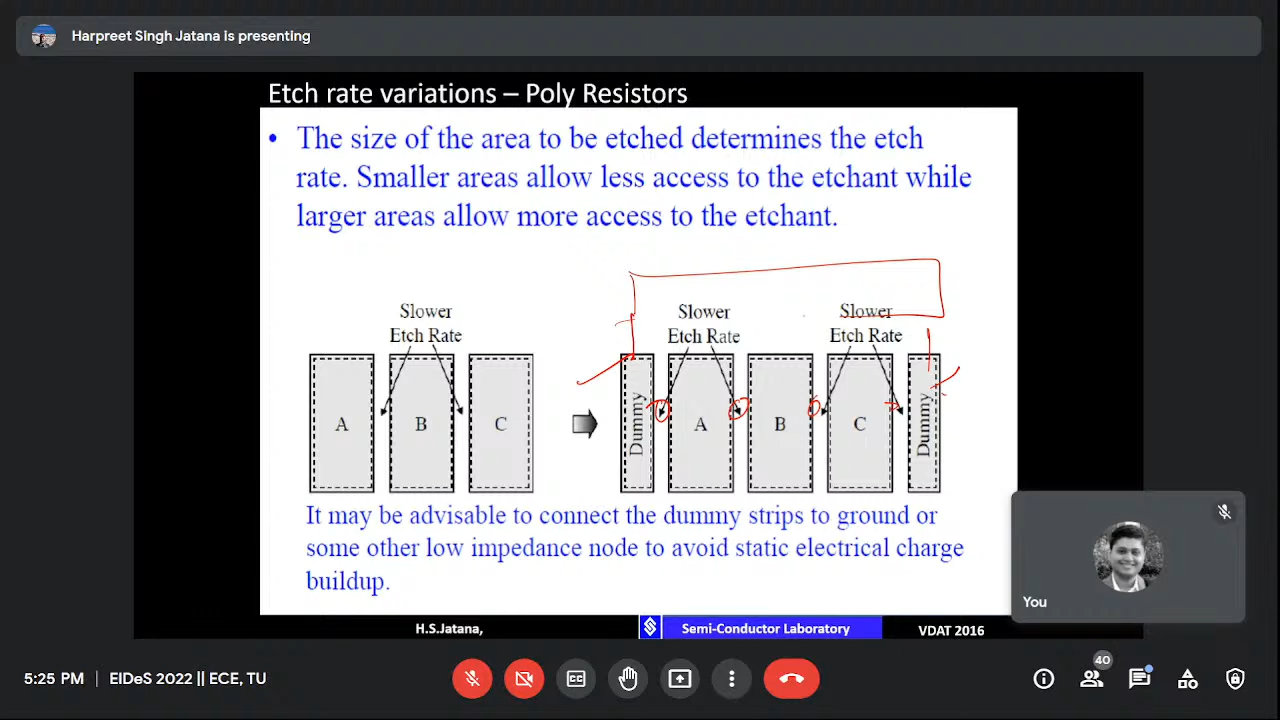 Harpreet Singh Jatana is presenting
Etch rate variations – Poly Resistors
• The size of the area to be etched determines the etch
rate. Smaller areas allow less access to the etchant while
larger areas allow more access to the etchant.
Slower
Etch Rate
A
B
C
Slower
Etch Rate
Slower
Etch Rate
Dummy
A
B
C
Dummy
It may be advisable to connect the dummy strips to ground or
some other low impedance node to avoid static electrical charge
buildup.
You
H.S.Jatana,
Semi-Conductor Laboratory
VDAT 2016
5:25 PM | EIDeS 2022 || ECE, TU
CC
40